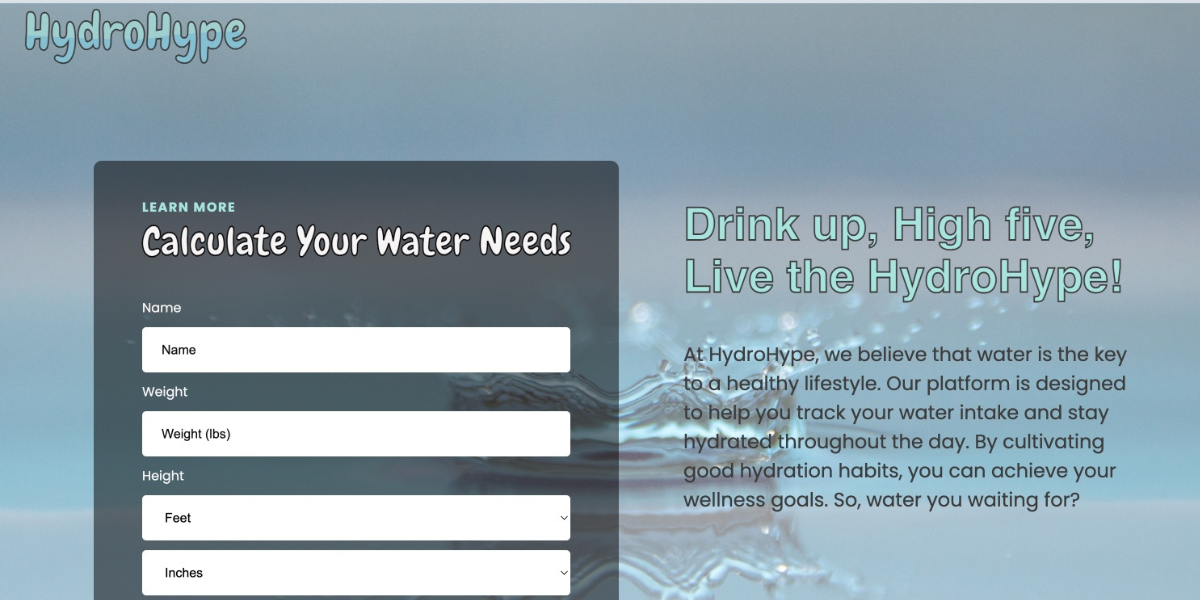 HydroHype
LEARN MORE
Calculate Your Water Needs
Name
Name
Weight
Weight (lbs)
Height
Feet
Inches
Drink up, High five,
Live the HydroHype!
At HydroHype, we believe that water is the key
to a healthy lifestyle. Our platform is designed
to help you track your water intake and stay
hydrated throughout the day. By cultivating
good hydration habits, you can achieve your
wellness goals. So, water you waiting for?